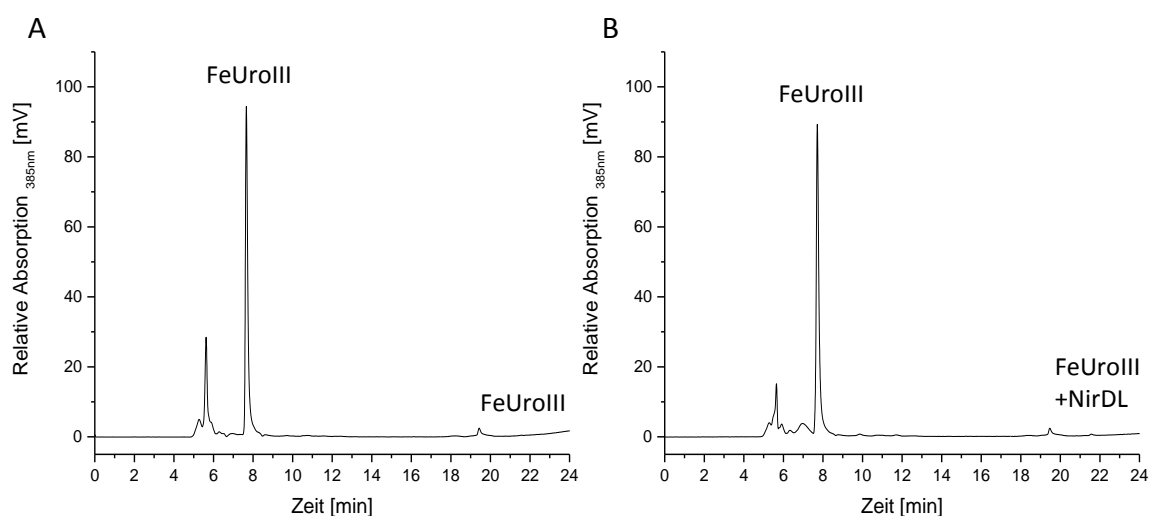 A
FeUroIII
Relative Absorption 385nm [mV]
100
80
60
40
20
0
FeUroIII
0 2 4 6 8 10 12 14 16 18 20 22 24
Zeit [min]
B
FeUroIII
Relative Absorption 385nm [mV]
100
80
60
40
20
0
FeUroIII
+NirDL
0 2 4 6 8 10 12 14 16 18 20 22 24
Zeit [min]